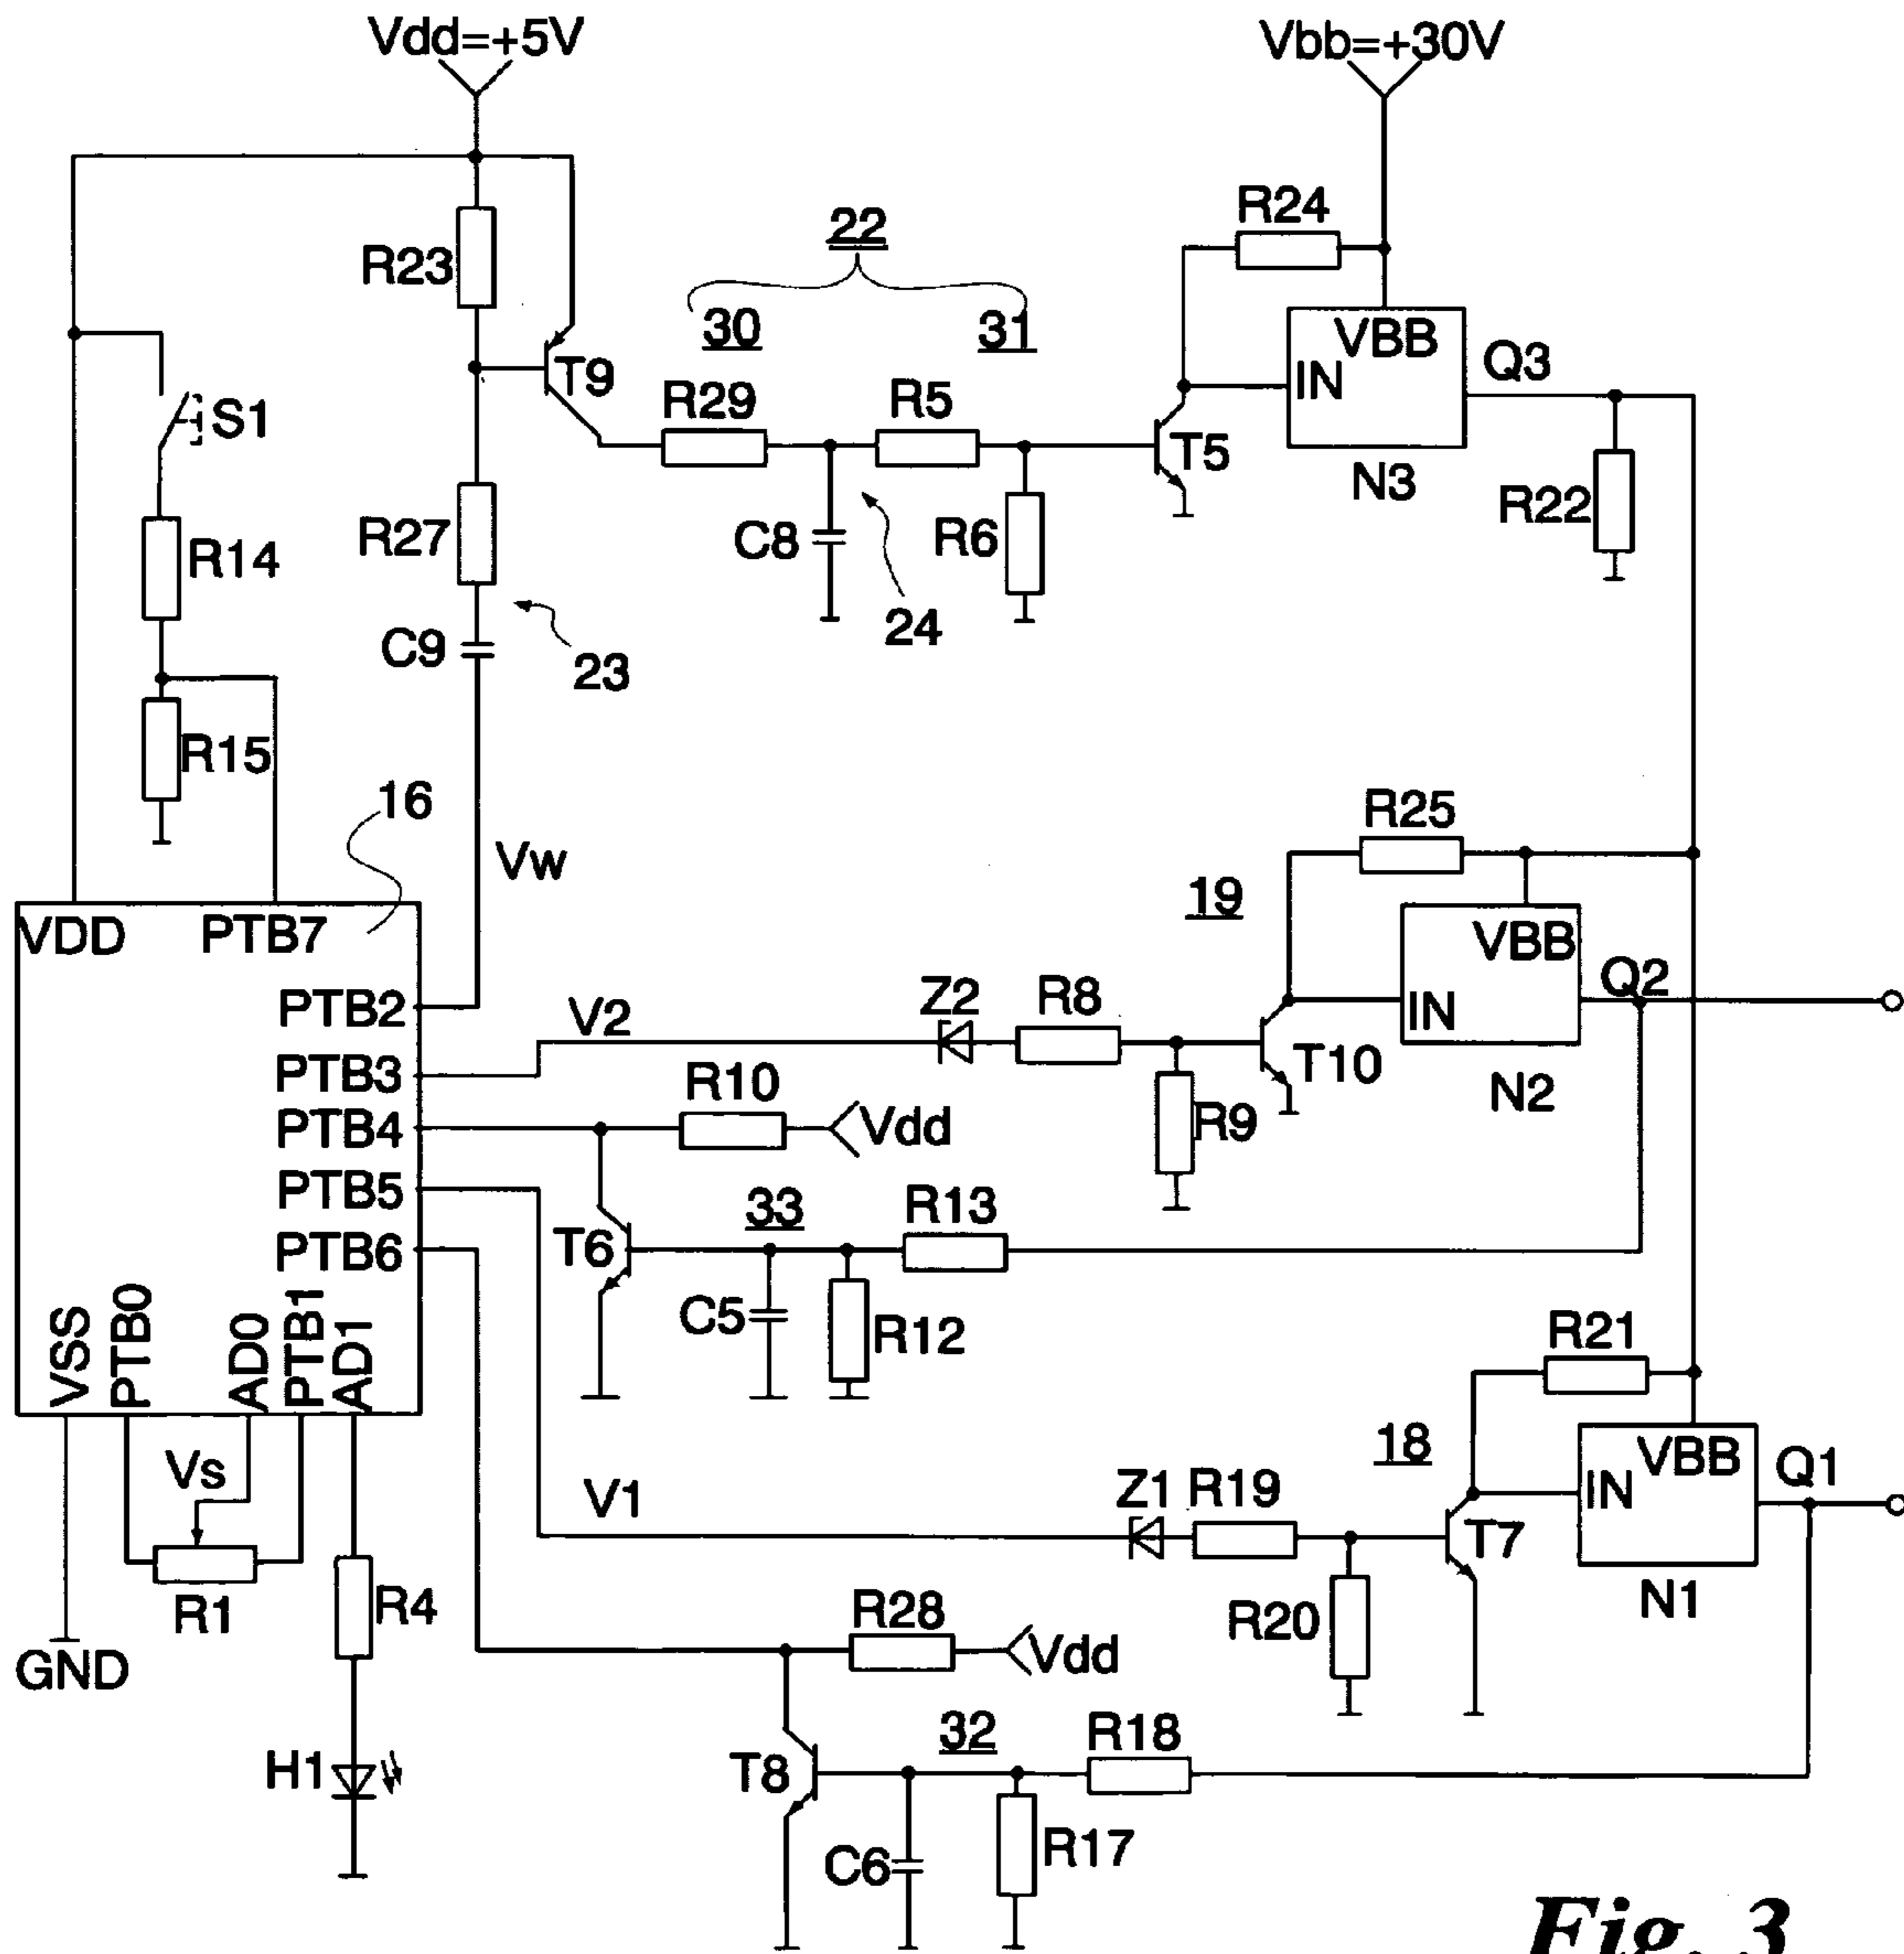 Vdd=+5V
Vbb=+30V
R24
22
R23
30
31
VBB
Q3
IN
T9
S1
R29
R5
T5
N3
R22
R14
R27
C8
R6
24
C9
23
R15
16
R25
Vw
19
VDD
PTB7
VBB
Q2
PTB2
V2
Z2
R8
IN
T10
PTB3
R10
N2
PTB4
Vdd
R9
PTB5
33
R13
T6
PTB6
C5
R12
R21
VSS
PTB0
AD0
PTB1
AD1
18
VBB
Q1
Vs
V1
Z1
R19
IN
T7
R1
R4
R28
R20
N1
GND
Vdd
32
R18
H1
T8
C6
R17
Fig. 3